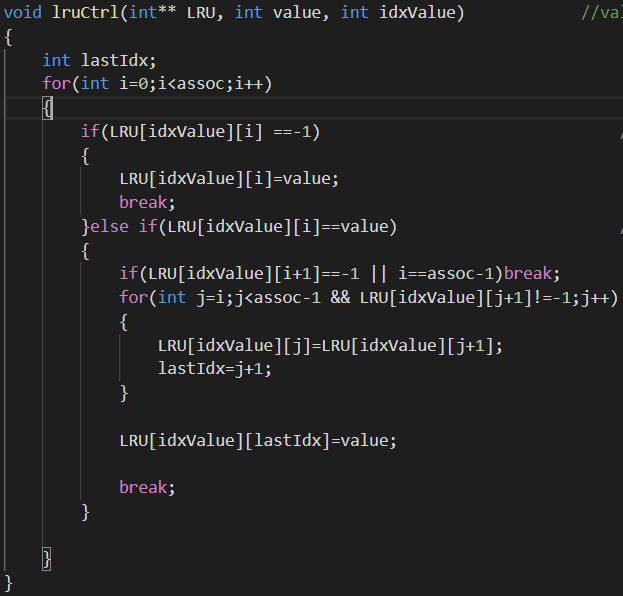 void lruCtrl(int** LRU, int value, int idxValue) //val
{
    int lastIdx;
    for(int i=0;i<assoc;i++)
    {
        if(LRU[idxValue][i] ==-1) /
        {
            LRU[idxValue][i]=value;
            break;
        }else if(LRU[idxValue][i]==value) /
        {
            if(LRU[idxValue][i+1]==-1 || i==assoc-1)break;
            for(int j=i;j<assoc-1 && LRU[idxValue][j+1]!=-1;j++)
            {
                LRU[idxValue][j]=LRU[idxValue][j+1];
                lastIdx=j+1;
            }
            LRU[idxValue][lastIdx]=value;
            break;
        }
    }
}